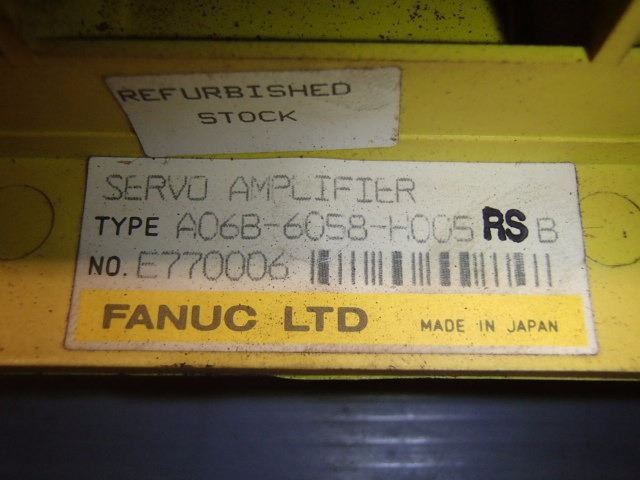 REFURBISHED
STOCK
SERVO AMPLIFIER
TYPE A06B-6058-H005 RS B
NO. E770006
FANUC LTD MADE IN JAPAN